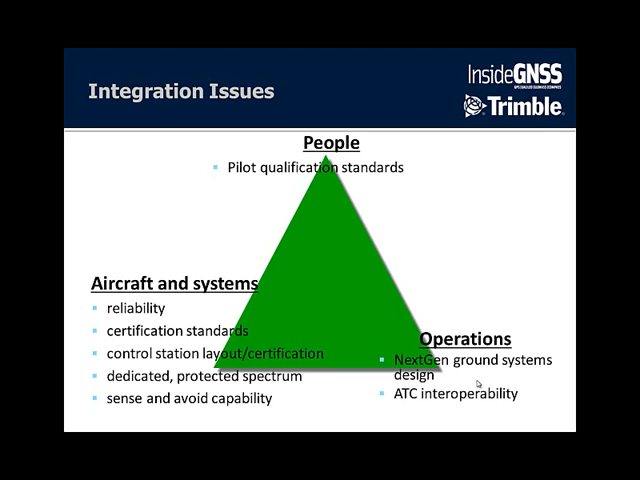 Integration Issues
InsideGNSS
Trimble
People
Pilot qualification standards
Aircraft and systems
reliability
certification standards
control station layout/certification
dedicated, protected spectrum
sense and avoid capability
Operations
NextGen ground systems
design
ATC interoperability